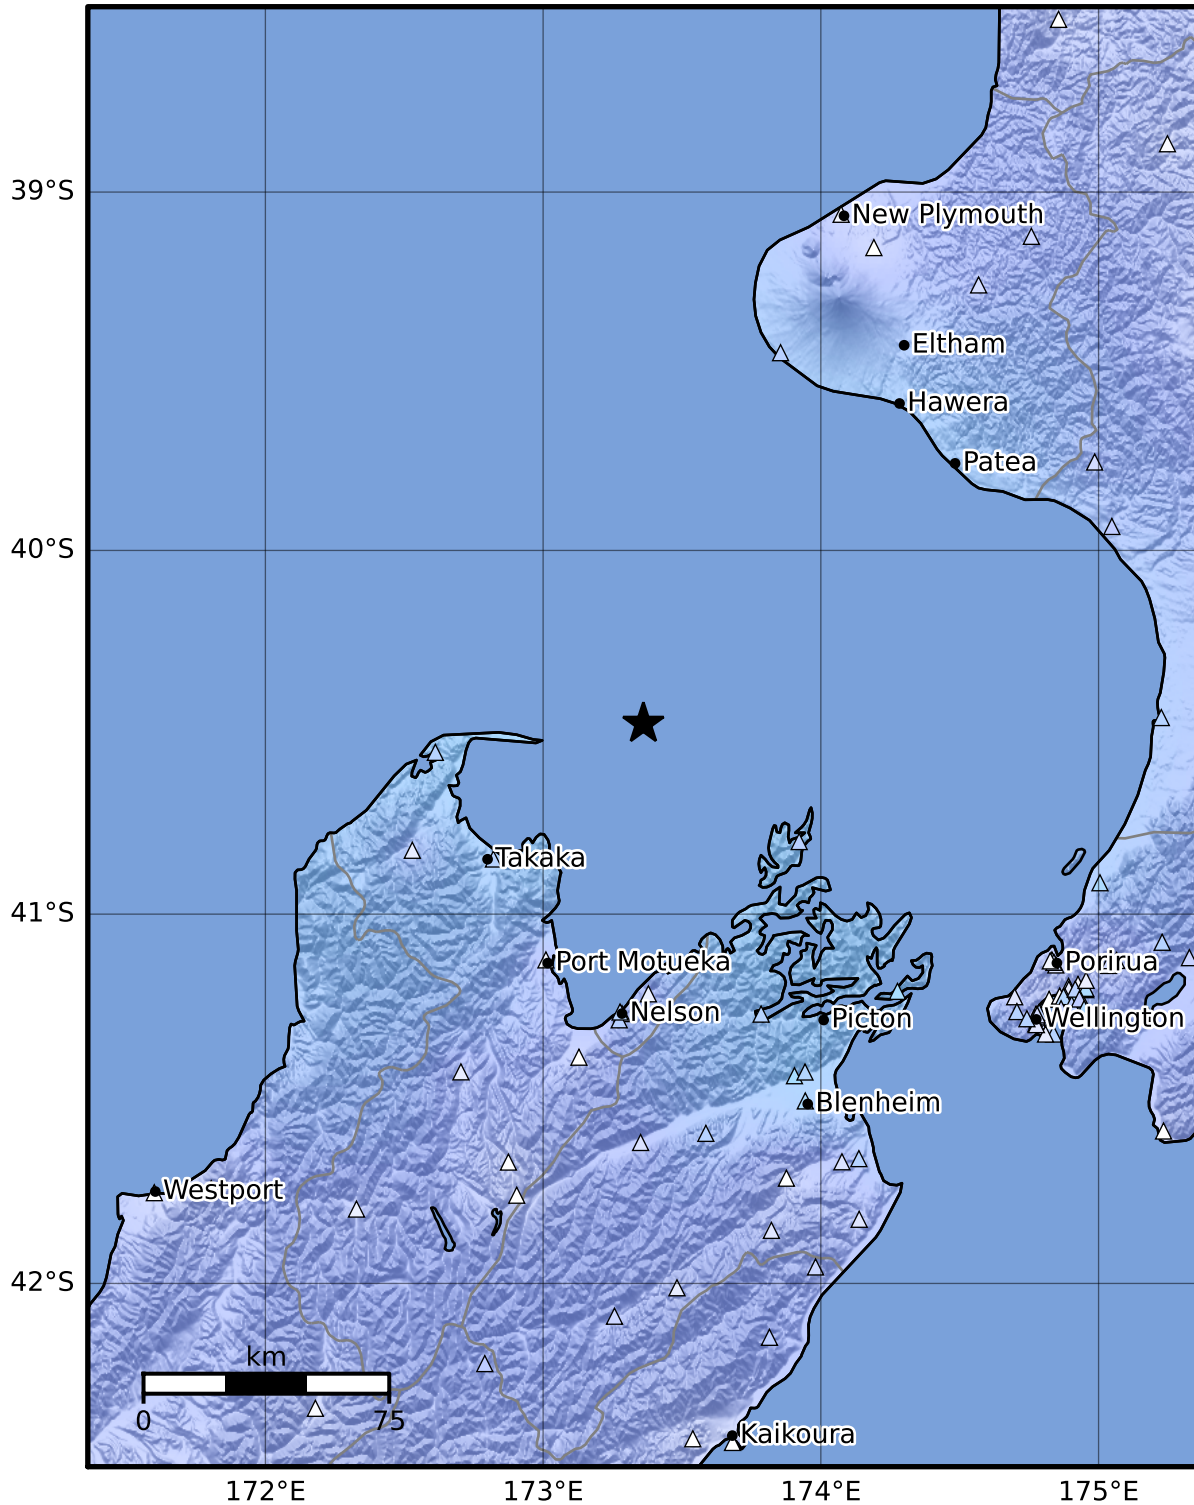 39°S
New Plymouth
Eltham
Hawera
Patea
40°S
Takaka
41°S
Port Motueka
Porirua
Nelson
Picton
Wellington
Blenheim
Westport
42°S
km
0
75
Kaikoura
172°E
173°E
174°E
175°E